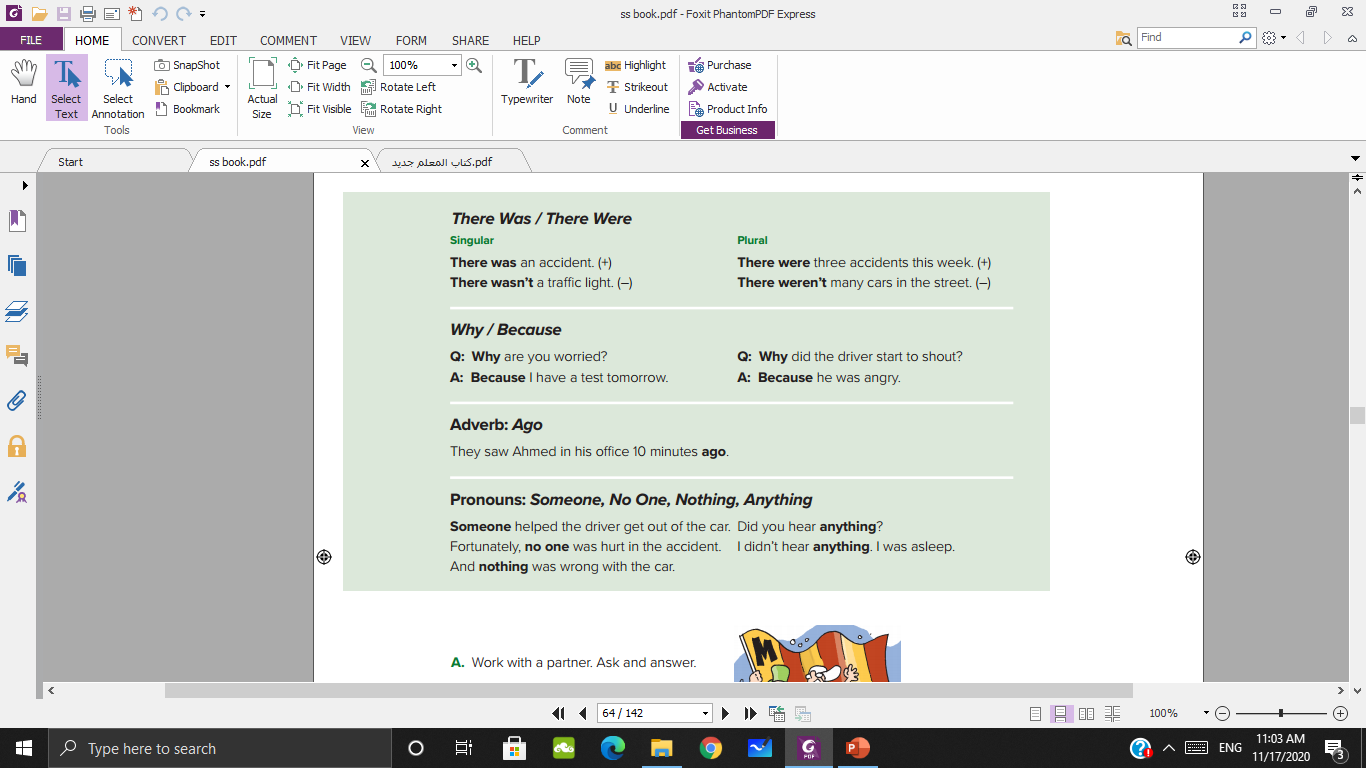 ss book.pdf - Foxit PhantomPDF Express
FILE HOME CONVERT EDIT COMMENT VIEW FORM SHARE HELP
Find
Hand
Select Text
Select Annotation
SnapShot
Clipboard
Bookmark
Tools
Actual Size
Fit Page
Fit Width
Fit Visible
100%
Rotate Left
Rotate Right
View
Typewriter
Note
abc Highlight
T Strikeout
U Underline
Comment
Purchase
Activate
Product Info
Get Business
Start
ss book.pdf
كتاب المعلم جديد.pdf
There Was / There Were
Singular
There was an accident. (+)
There wasn't a traffic light. (–)
Plural
There were three accidents this week. (+)
There weren't many cars in the street. (–)
Why / Because
Q: Why are you worried?
A: Because I have a test tomorrow.
Q: Why did the driver start to shout?
A: Because he was angry.
Adverb: Ago
They saw Ahmed in his office 10 minutes ago.
Pronouns: Someone, No One, Nothing, Anything
Someone helped the driver get out of the car.
Fortunately, no one was hurt in the accident.
And nothing was wrong with the car.
Did you hear anything?
I didn't hear anything. I was asleep.
A. Work with a partner. Ask and answer.
M
64 / 142
100%
Type here to search
ENG
11:03 AM
11/17/2020
3